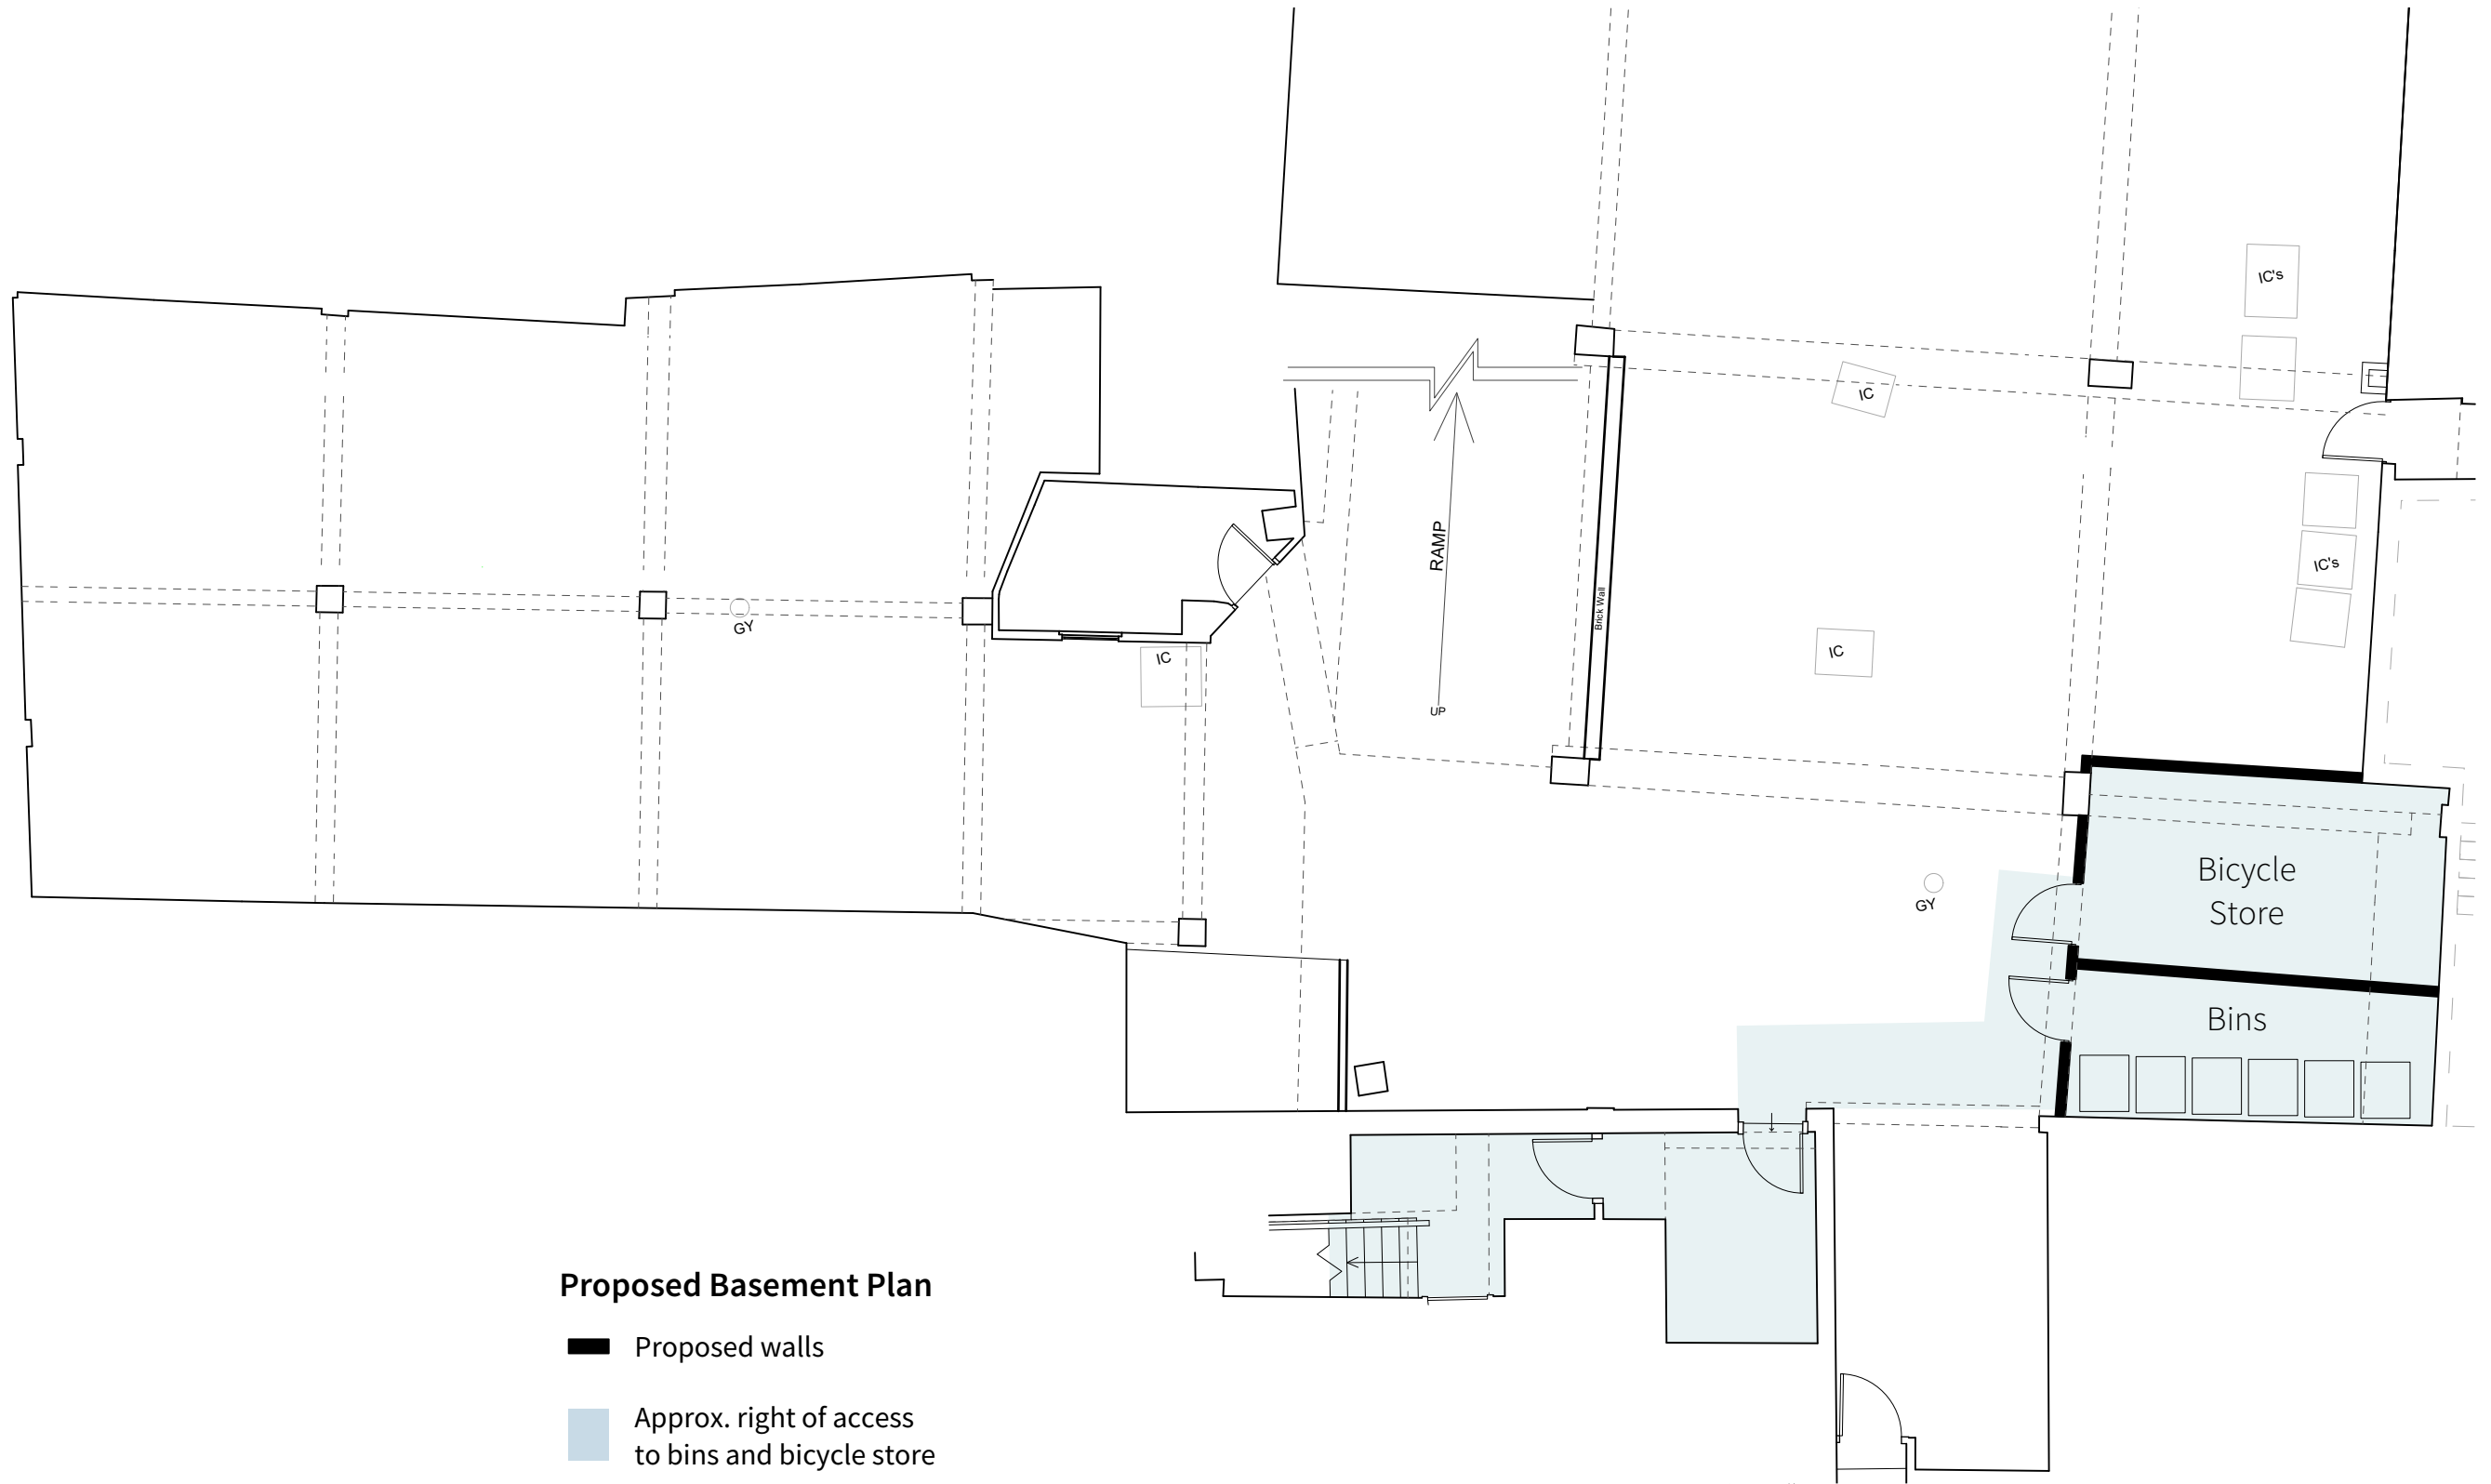 IC's
IC
RAMP
IC's
Brick Wall
GY
IC
IC
UP
Bicycle
Store
GY
Bins
Proposed Basement Plan
Proposed walls
Approx. right of access
to bins and bicycle store